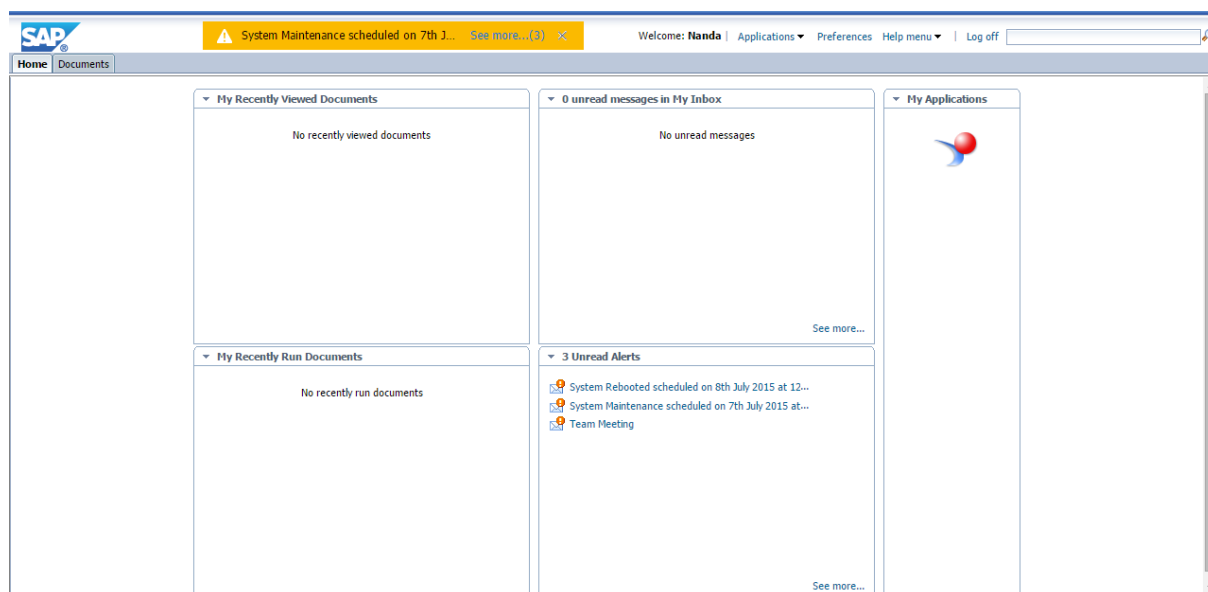 SAP®
System Maintenance scheduled on 7th J... See more...(3)
Welcome: Nanda | Applications Preferences Help menu | Log off
Home Documents
My Recently Viewed Documents
No recently viewed documents
0 unread messages in My Inbox
No unread messages
See more...
My Applications
My Recently Run Documents
No recently run documents
3 Unread Alerts
System Rebooted scheduled on 8th July 2015 at 12...
System Maintenance scheduled on 7th July 2015 at...
Team Meeting
See more...